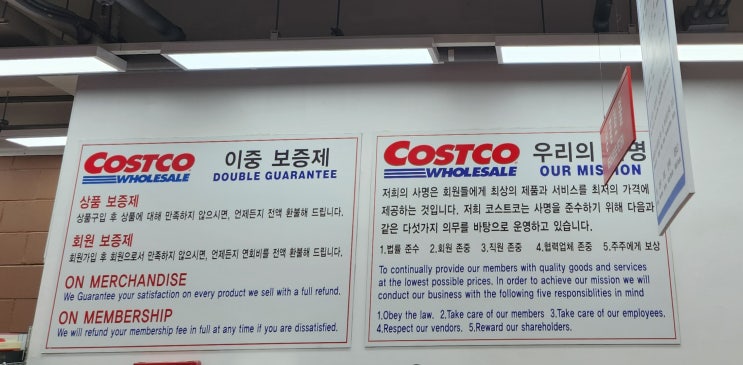 COSTCO
WHOLESALE
이중 보증제
DOUBLE GUARANTEE
상품 보증제
상품구입 후 상품에 대해 만족하지 않으시면, 언제든지 전액 환불해 드립니다.
회원 보증제
회원가입 후 회원으로서 만족하지 않으시면, 언제든지 연회비를 전액 환불해 드립니다.
ON MERCHANDISE
We Guarantee your satisfaction on every product we sell with a full refund.
ON MEMBERSHIP
We will refund your membership fee in full at any time if you are dissatisfied.
COSTCO
WHOLESALE
우리의 명
OUR MISSION
저희의 사명은 회원들에게 최상의 제품과 서비스를 최저의 가격에
제공하는 것입니다. 저희 코스트코는 사명을 준수하기 위해 다음과
같은 다섯가지 의무를 바탕으로 운영하고 있습니다.
1.법률 준수 2.회원 존중 3.직원 존중 4.협력업체 존중 5.주주에게 보상
To continually provide our members with quality goods and services
at the lowest possible prices. In order to achieve our mission we will
conduct our business with the following five responsiblities in mind
1.Obey the law. 2.Take care of our members 3.Take care of our employees.
4.Respect our vendors. 5.Reward our shareholders.